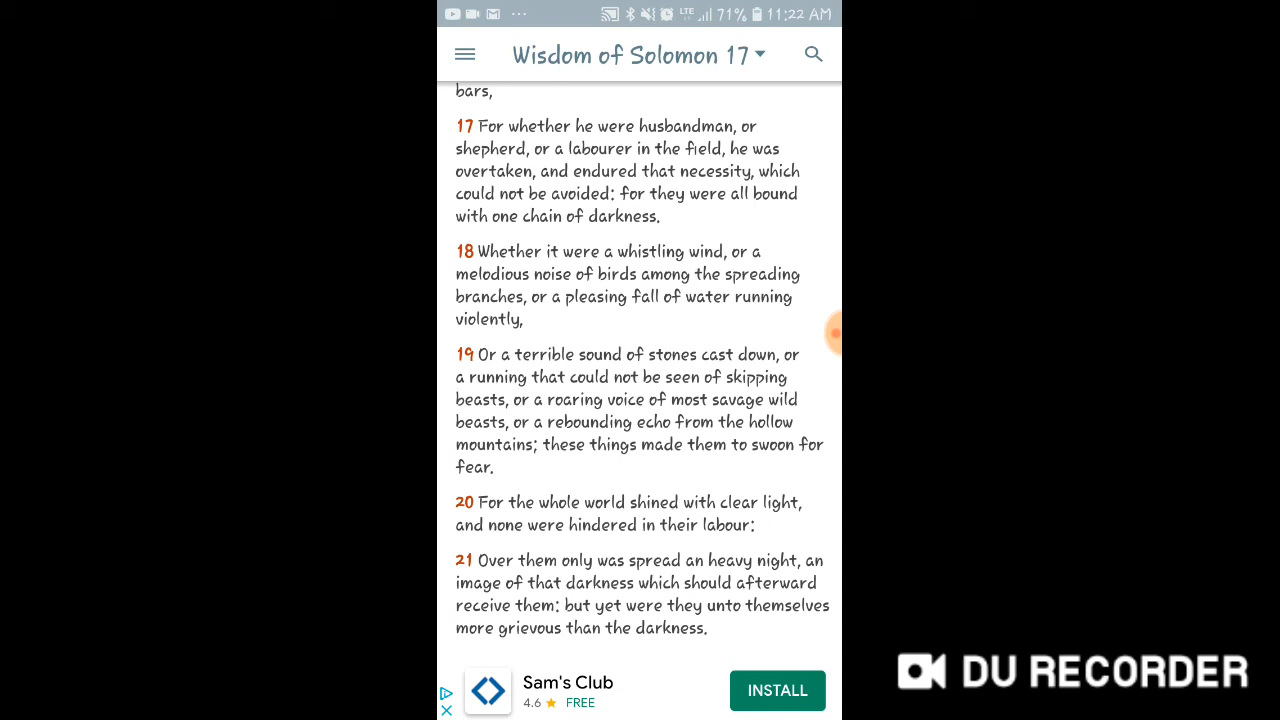 ... LTE 71% 11:22 AM
Wisdom of Solomon 17
bars,
17 For whether he were husbandman, or
shepherd, or a labourer in the field, he was
overtaken, and endured that necessity, which
could not be avoided: for they were all bound
with one chain of darkness.
18 Whether it were a whistling wind, or a
melodious noise of birds among the spreading
branches, or a pleasing fall of water running
violently,
19 Or a terrible sound of stones cast down, or
a running that could not be seen of skipping
beasts, or a roaring voice of most savage wild
beasts, or a rebounding echo from the hollow
mountains; these things made them to swoon for
fear.
20 For the whole world shined with clear light,
and none were hindered in their labour:
21 Over them only was spread an heavy night, an
image of that darkness which should afterward
receive them: but yet were they unto themselves
more grievous than the darkness.
Sam's Club
4.6 ★ FREE
INSTALL
DU RECORDER